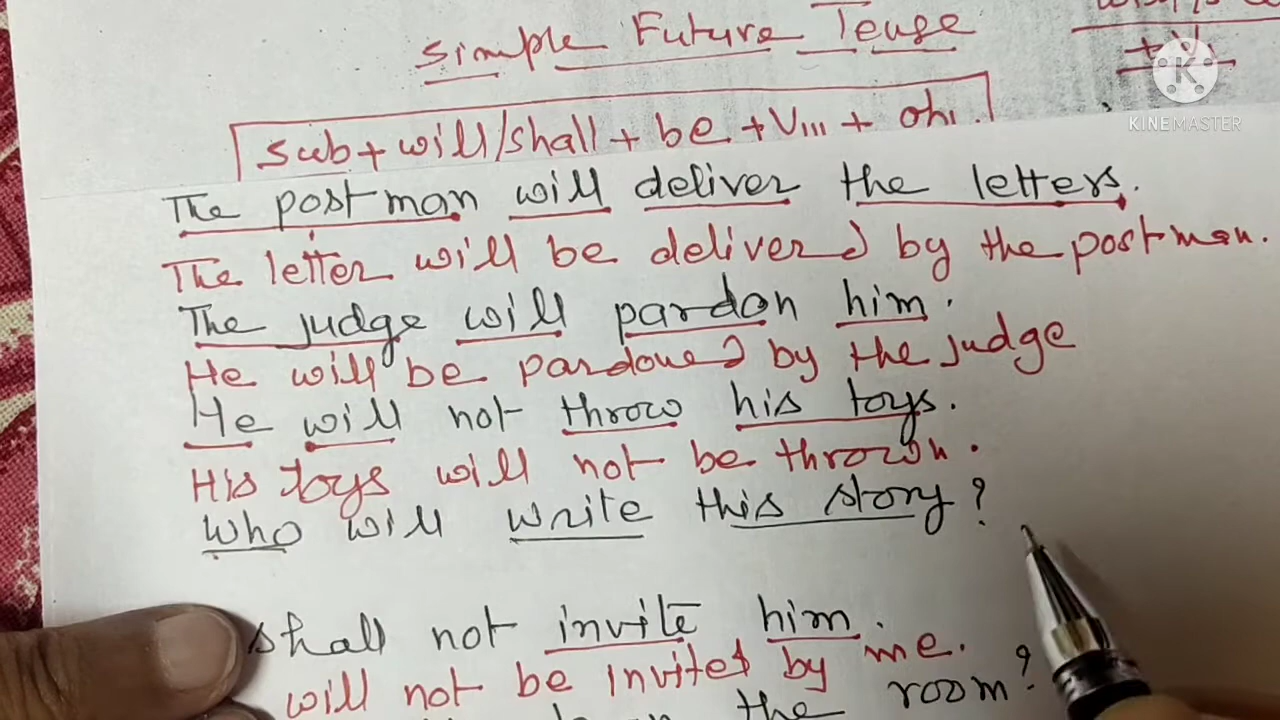 Simple Future Tense
Sub + will/shall + be + VIII + obj.
KINEMASTER
The postman will deliver the letters.
The letter will be delivered by the postman.
The judge will pardon him.
He will be pardoned by the judge
He will not throw his toys.
His toys will not be thrown.
Who will write this story?
shall not invite him.
will not be invited by me.
the room?